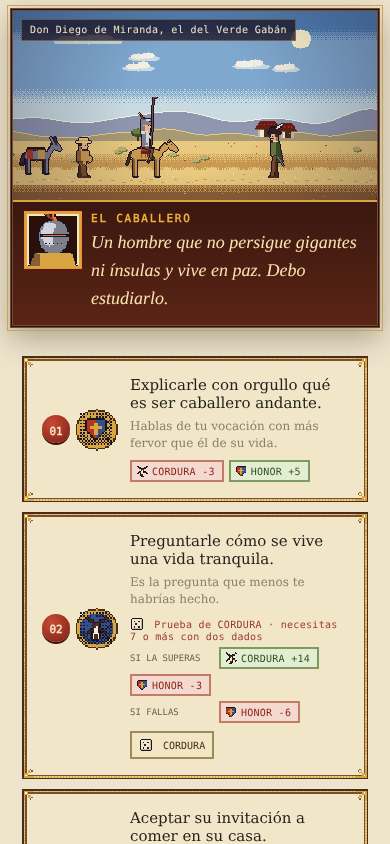 Don Diego de Miranda, el del Verde Gabán
EL CABALLERO
Un hombre que no persigue gigantes
ni ínsulas y vive en paz. Debo
estudiarlo.
01
Explicarle con orgullo qué
es ser caballero andante.
Hablas de tu vocación con más
fervor que él de su vida.
CORDURA -3 HONOR +5
02
Preguntarle cómo se vive
una vida tranquila.
Es la pregunta que menos te
habrías hecho.
Prueba de CORDURA · necesitas
7 o más con dos dados
SI LA SUPERAS CORDURA +14
HONOR -3
SI FALLAS HONOR -6
CORDURA
Aceptar su invitación a
comer en su casa.